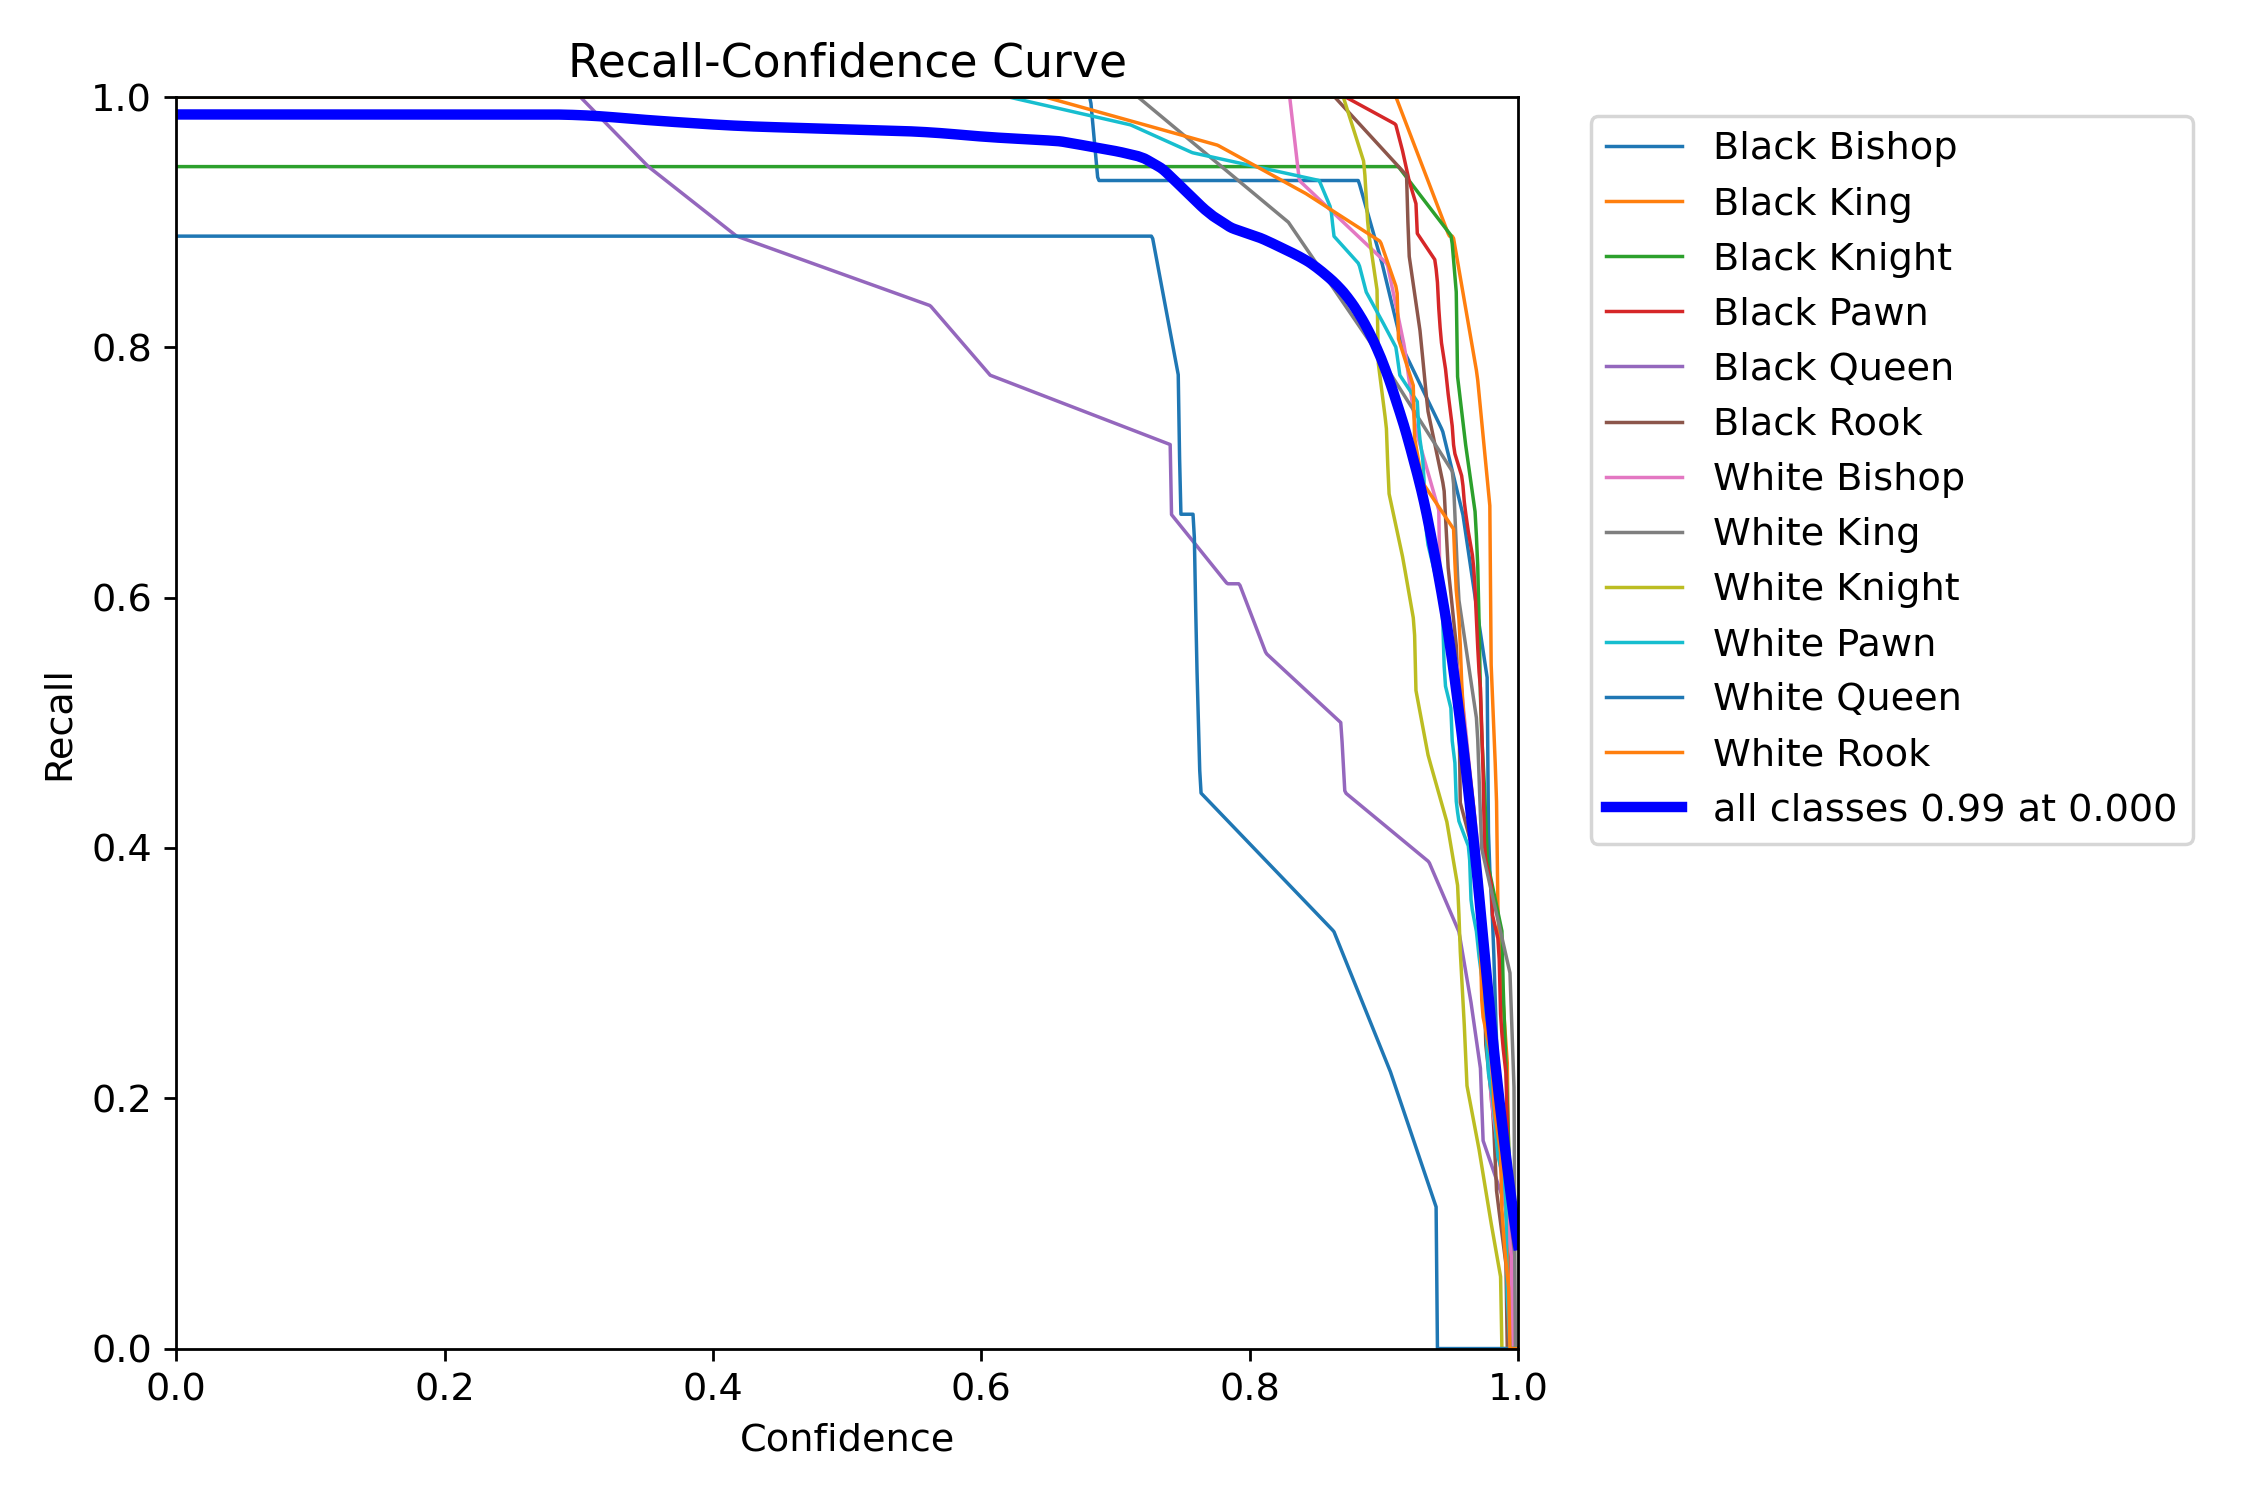 Recall-Confidence Curve
1.0
0.8
0.6
0.4
0.2
0.0
Recall
0.0 0.2 0.4 0.6 0.8 1.0
Confidence
Black Bishop
Black King
Black Knight
Black Pawn
Black Queen
Black Rook
White Bishop
White King
White Knight
White Pawn
White Queen
White Rook
all classes 0.99 at 0.000